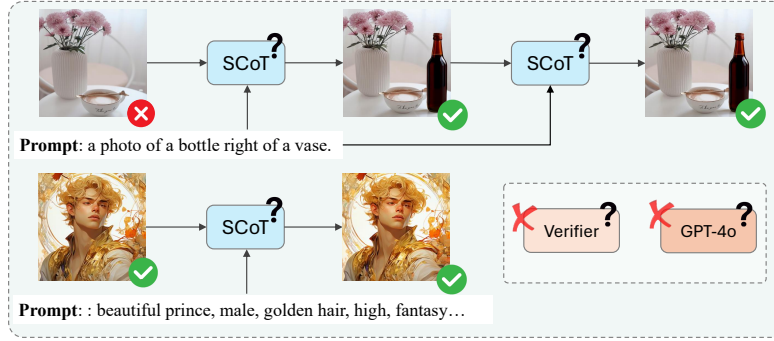 SCoT ? SCoT ?
Prompt: a photo of a bottle right of a vase.
SCoT ? Verifier ? GPT-4o ?
Prompt: : beautiful prince, male, golden hair, high, fantasy…